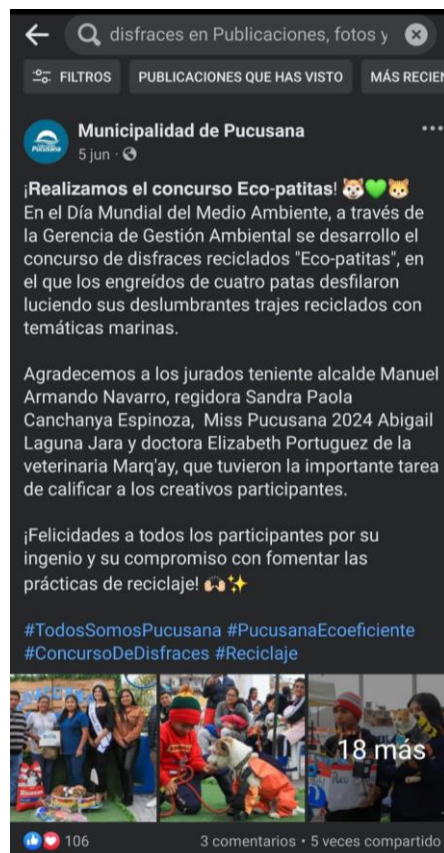 disfraces en Publicaciones, fotos y
FILTROS
PUBLICACIONES QUE HAS VISTO
MÁS RECIEN
Municipalidad de Pucusana
5 jun ·
¡Realizamos el concurso Eco-patitas! 🐶💚🐱
En el Día Mundial del Medio Ambiente, a través de
la Gerencia de Gestión Ambiental se desarrollo el
concurso de disfraces reciclados "Eco-patitas", en
el que los engreídos de cuatro patas desfilaron
luciendo sus deslumbrantes trajes reciclados con
temáticas marinas.
Agradecemos a los jurados teniente alcalde Manuel
Armando Navarro, regidora Sandra Paola
Canchanya Espinoza, Miss Pucusana 2024 Abigail
Laguna Jara y doctora Elizabeth Portuguez de la
veterinaria Marq'ay, que tuvieron la importante tarea
de calificar a los creativos participantes.
¡Felicidades a todos los participantes por su
ingenio y su compromiso con fomentar las
prácticas de reciclaje! 🙌🏼✨
#TodosSomosPucusana #PucusanaEcoeficiente
#ConcursoDeDisfraces #Reciclaje
18 más
106
3 comentarios • 5 veces compartido